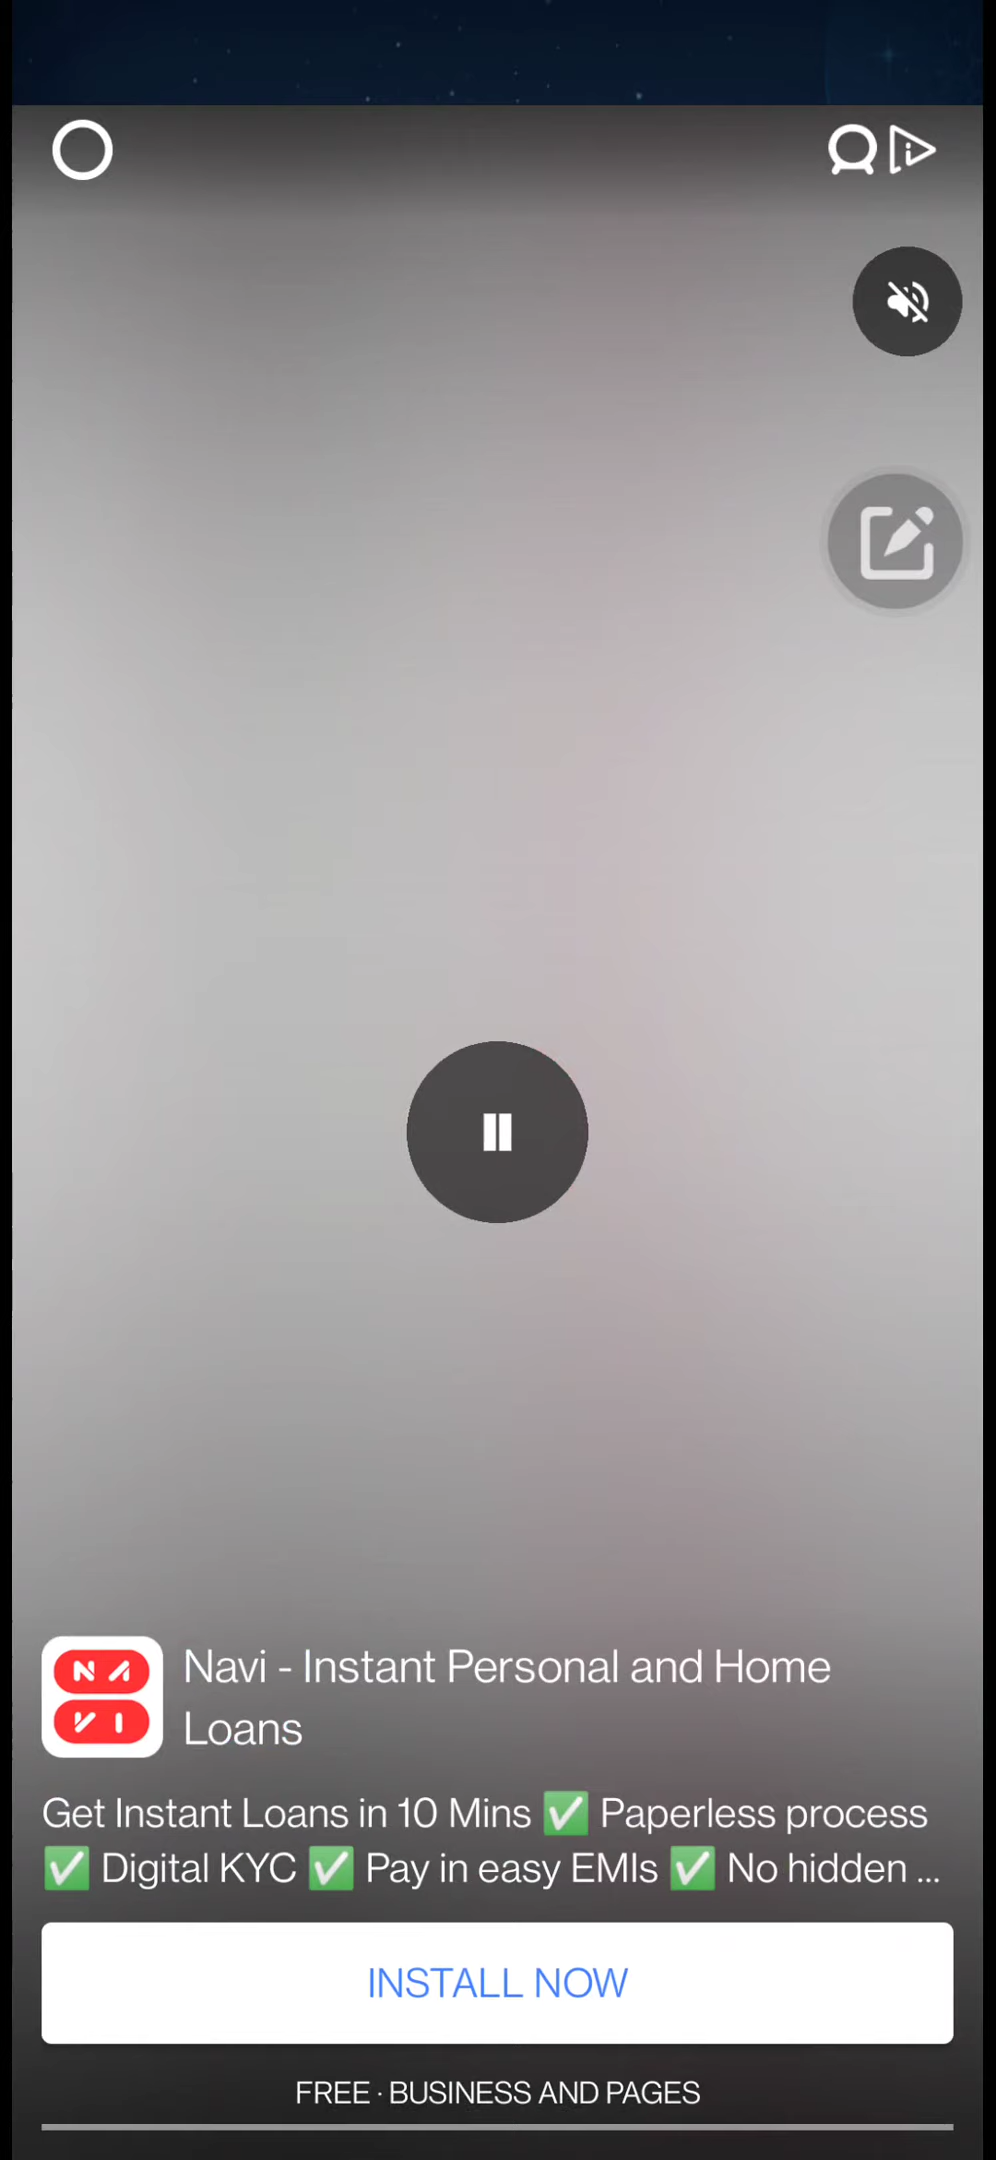 NAVI
Navi - Instant Personal and Home
Loans
Get Instant Loans in 10 Mins ✅ Paperless process
✅ Digital KYC ✅ Pay in easy EMIs ✅ No hidden ...
INSTALL NOW
FREE · BUSINESS AND PAGES